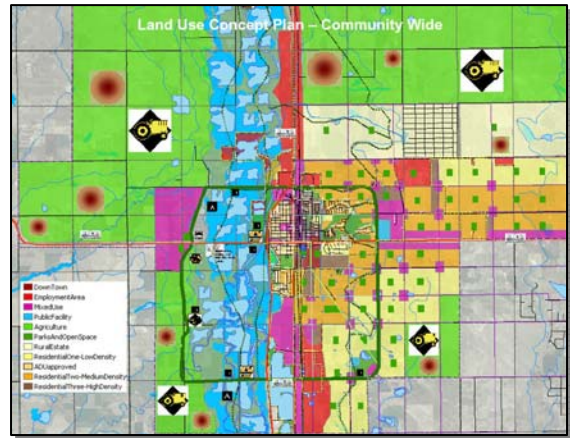 Land Use Concept Plan – Community Wide
DownTown
EmploymentArea
MixedUse
PublicFacility
Agriculture
ParksAndOpenSpace
RuralEstate
ResidentialOne-LowDensity
ADUapproved
ResidentialTwo-MediumDensity
ResidentialThree-HighDensity